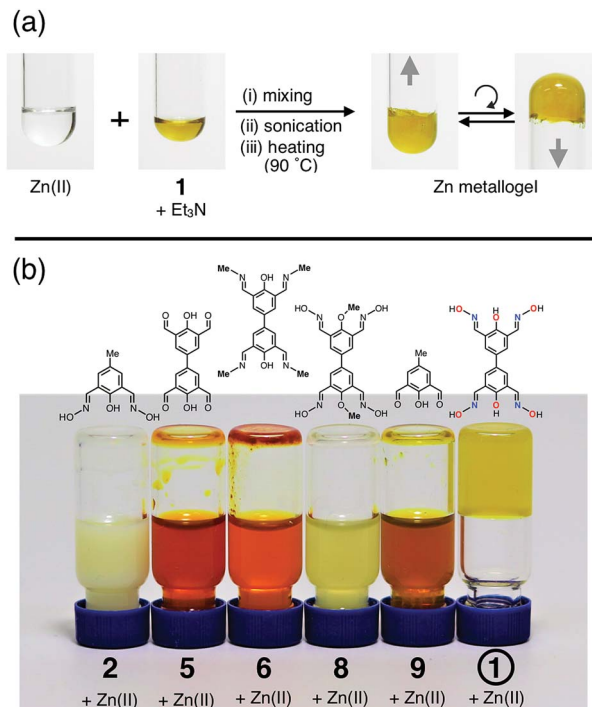 (a)
Zn(II)
+
1
+ Et₃N
(i) mixing
(ii) sonication
(iii) heating
(90 ˚C)
Zn metallogel
(b)
Me
N
HO
OH
N
OH
OH
O
O
O
O
OH
Me
N
OH
N
Me
Me
N
OH
N
Me
HO
N
O
Me
N
OH
N
HO
O
Me
N
OH
Me
O
OH
O
HO
N
O
H
N
OH
N
HO
O
H
N
OH
2
5
6
8
9
1
+ Zn(II)
+ Zn(II)
+ Zn(II)
+ Zn(II)
+ Zn(II)
+ Zn(II)